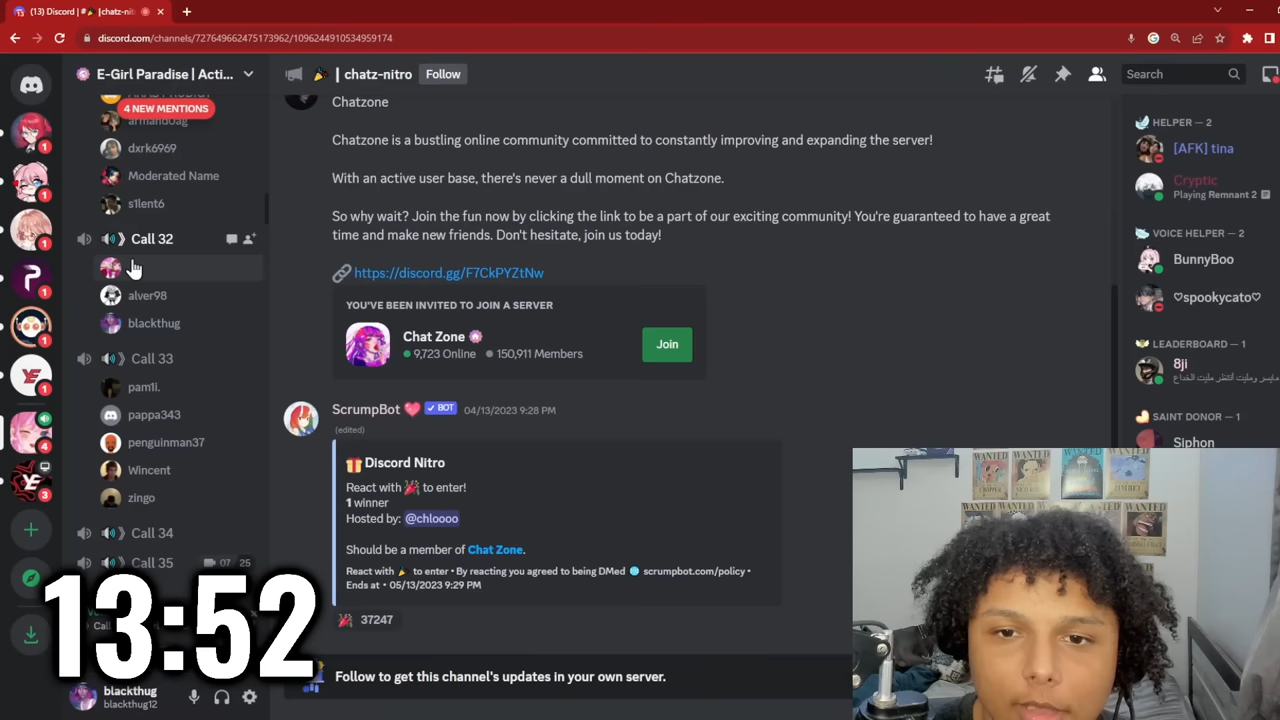 (13) Discord | # 🎉 | chatz-nit
discord.com/channels/727649662475173962/1096244910534959174
E-Girl Paradise | Acti...
| chatz-nitro
Follow
Search
4 NEW MENTIONS
armand0ag
dxrk6969
Moderated Name
s1lent6
Call 32
alver98
blackthug
Call 33
pam1i.
pappa343
penguinman37
Wincent
zingo
Call 34
Call 35
07 25
13:52
blackthug
blackthug12
Chatzone
Chatzone is a bustling online community committed to constantly improving and expanding the server!
With an active user base, there's never a dull moment on Chatzone.
So why wait? Join the fun now by clicking the link to be a part of our exciting community! You're guaranteed to have a great
time and make new friends. Don't hesitate, join us today!
https://discord.gg/F7CkPYZtNw
YOU'VE BEEN INVITED TO JOIN A SERVER
Chat Zone
9,723 Online 150,911 Members
Join
ScrumpBot BOT 04/13/2023 9:28 PM
(edited)
Discord Nitro
React with 🎉 to enter!
1 winner
Hosted by: @chloooo
Should be a member of Chat Zone.
React with 🎉 to enter • By reacting you agreed to being DMed 🌐 scrumpbot.com/policy •
Ends at • 05/13/2023 9:29 PM
37247
Follow to get this channel's updates in your own server.
HELPER — 2
[AFK] tina
Cryptic
Playing Remnant 2
VOICE HELPER — 2
BunnyBoo
♡spookycato♡
LEADERBOARD — 1
8ji
SAINT DONOR — 1
Siphon
WANTED
WANTED
WANTED
WANTED